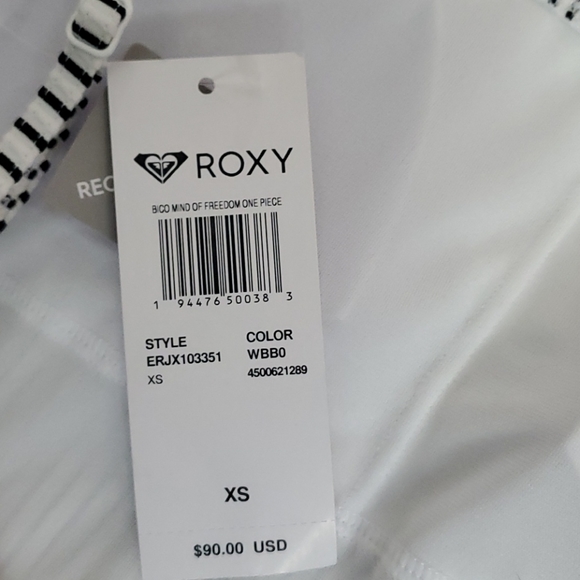 REC
ROXY
BICO MIND OF FREEDOM ONE PIECE
1 94476 50038 3
STYLE COLOR
ERJX103351 WBB0
XS 4500621289
XS
$90.00 USD